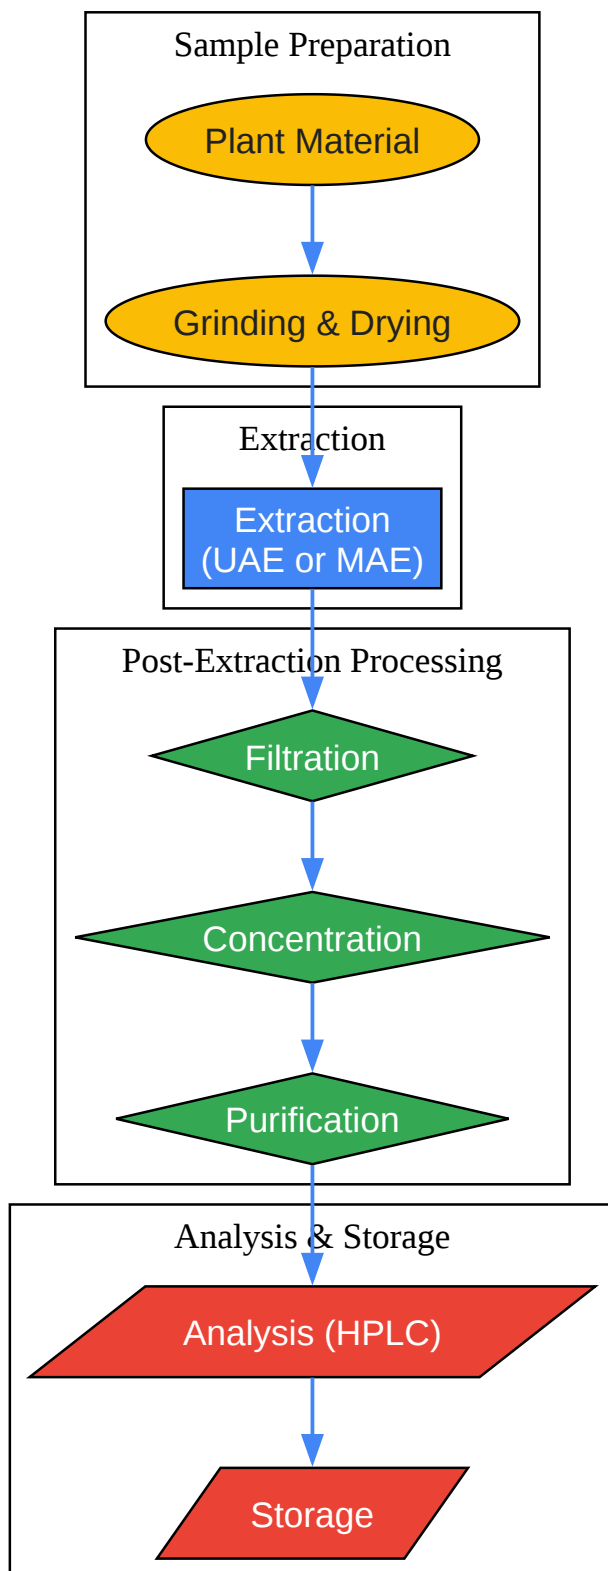 Sample Preparation
Plant Material
Grinding & Drying
Extraction
Extraction
(UAE or MAE)
Post-Extraction Processing
Filtration
Concentration
Purification
Analysis & Storage
Analysis (HPLC)
Storage